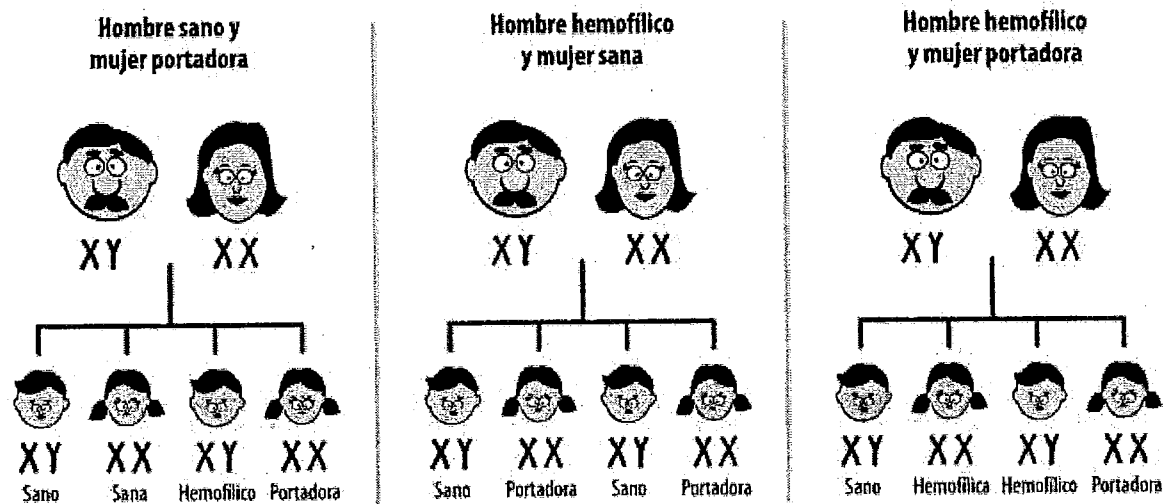 Hombre sano y
mujer portadora
XY
XX
XY
XX
XY
XX
Sano
Sana
Hemofílico
Portadora
Hombre hemofílico
y mujer sana
XY
XX
XY
XX
XY
XX
Sano
Portadora
Sano
Portadora
Hombre hemofílico
y mujer portadora
XY
XX
XY
XX
XY
XX
Sano
Hemofílica
Hemofílico
Portadora